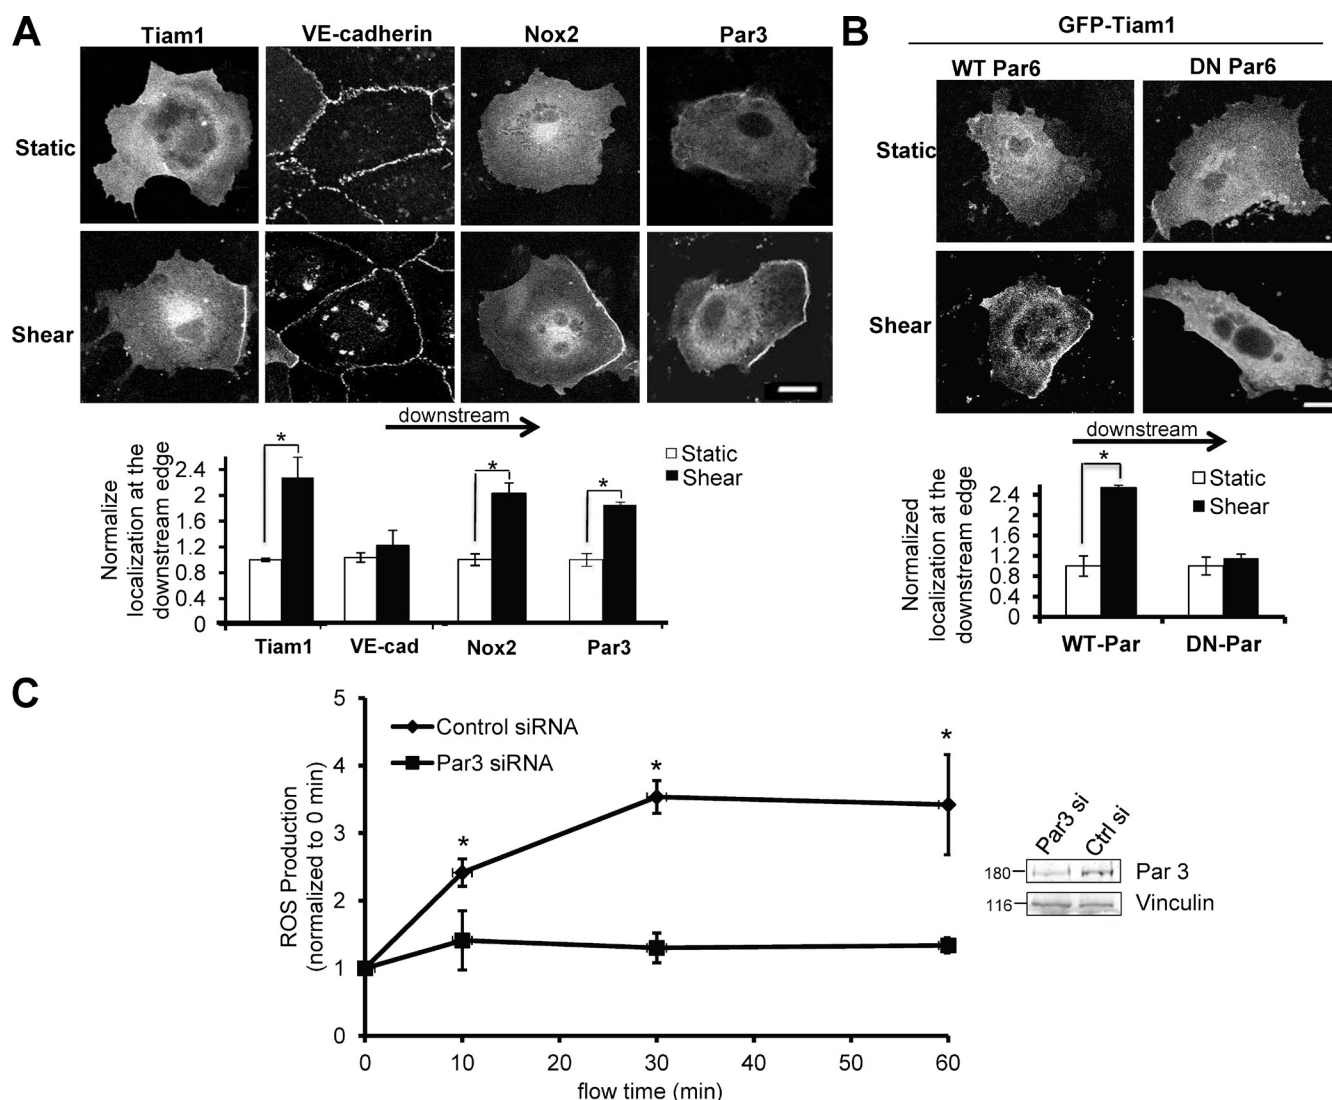 A
Tiam1 VE-cadherin Nox2 Par3
Static
Shear
downstream
Normalize
localization at the
downstream edge
2.4
2
1.6
1.2
0.8
0.4
0
* * *
Static
Shear
Tiam1 VE-cad Nox2 Par3
B
GFP-Tiam1
WT Par6 DN Par6
Static
Shear
downstream
Normalized
localization at the
downstream edge
2.4
2
1.6
1.2
0.8
0.4
0
*
Static
Shear
WT-Par DN-Par
C
ROS Production
(normalized to 0 min)
5
4
3
2
1
0
Control siRNA
Par3 siRNA
* * *
0 10 20 30 40 50 60
flow time (min)
Par3 si Ctrl si
180 Par 3
116 Vinculin